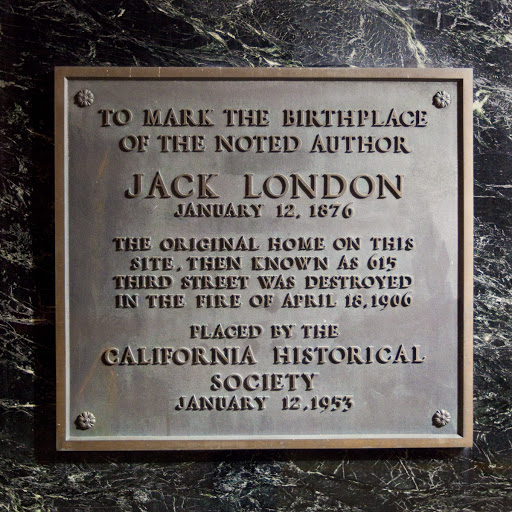 TO MARK THE BIRTHPLACE
OF THE NOTED AUTHOR
JACK LONDON
JANUARY 12, 1876
THE ORIGINAL HOME ON THIS
SITE, THEN KNOWN AS 615
THIRD STREET WAS DESTROYED
IN THE FIRE OF APRIL 18, 1906
PLACED BY THE
CALIFORNIA HISTORICAL
SOCIETY
JANUARY 12, 1953